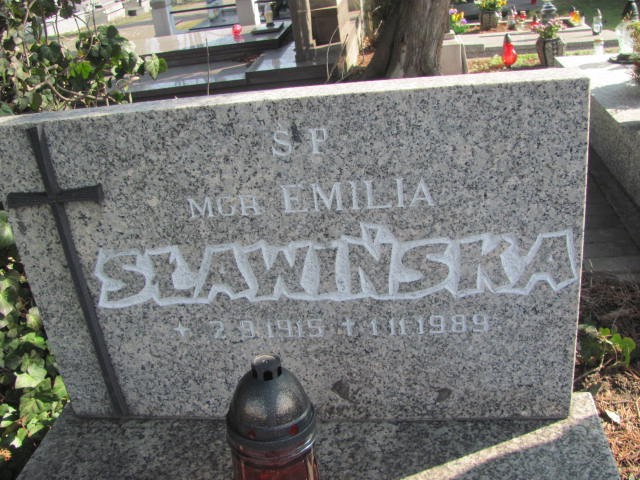 S P
MGR EMILIA
SŁAWIŃSKA
+ 2.9.1915 + 1.11.1989